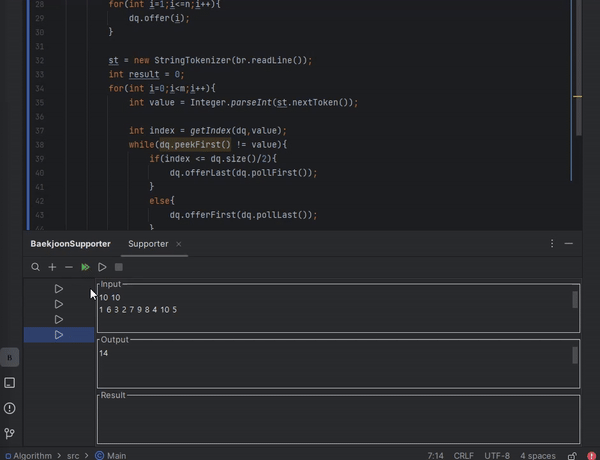 28 for(int i=1;i<=n;i++){
29 dq.offer(i);
30 }
31
32 st = new StringTokenizer(br.readLine());
33 int result = 0;
34 for(int i=0;i<m;i++){
35 int value = Integer.parseInt(st.nextToken());
36
37 int index = getIndex(dq,value);
38 while(dq.peekFirst() != value){
39 if(index <= dq.size()/2){
40 dq.offerLast(dq.pollFirst());
41 }
42 else{
43 dq.offerFirst(dq.pollLast());
}
BaekjoonSupporter Supporter
Input
10 10
1 6 3 2 7 9 8 4 10 5
Output
14
Result
B
Algorithm > src > Main 7:14 CRLF UTF-8 4 spaces